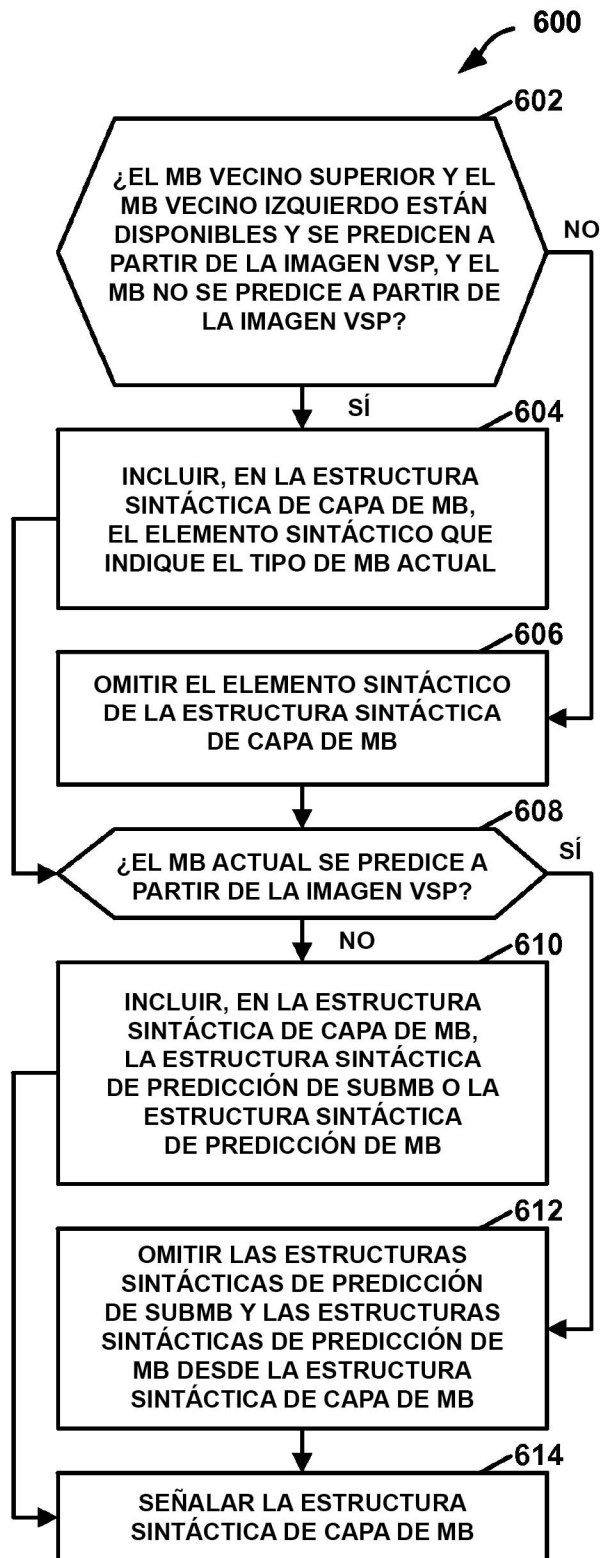 600
602
¿EL MB VECINO SUPERIOR Y EL
MB VECINO IZQUIERDO ESTÁN
DISPONIBLES Y SE PREDICEN A
PARTIR DE LA IMAGEN VSP, Y EL
MB NO SE PREDICE A PARTIR DE
LA IMAGEN VSP?
NO
SÍ
604
INCLUIR, EN LA ESTRUCTURA
SINTÁCTICA DE CAPA DE MB,
EL ELEMENTO SINTÁCTICO QUE
INDIQUE EL TIPO DE MB ACTUAL
606
OMITIR EL ELEMENTO SINTÁCTICO
DE LA ESTRUCTURA SINTÁCTICA
DE CAPA DE MB
608
¿EL MB ACTUAL SE PREDICE A
PARTIR DE LA IMAGEN VSP?
SÍ
NO
610
INCLUIR, EN LA ESTRUCTURA
SINTÁCTICA DE CAPA DE MB,
LA ESTRUCTURA SINTÁCTICA
DE PREDICCIÓN DE SUBMB O LA
ESTRUCTURA SINTÁCTICA
DE PREDICCIÓN DE MB
612
OMITIR LAS ESTRUCTURAS
SINTÁCTICAS DE PREDICCIÓN
DE SUBMB Y LAS ESTRUCTURAS
SINTÁCTICAS DE PREDICCIÓN DE
MB DESDE LA ESTRUCTURA
SINTÁCTICA DE CAPA DE MB
614
SEÑALAR LA ESTRUCTURA
SINTÁCTICA DE CAPA DE MB